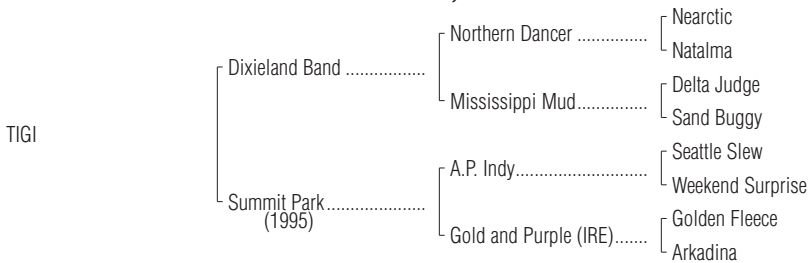 Nearctic
Northern Dancer ...............
Natalma
Dixieland Band .................
Delta Judge
Mississippi Mud...............
Sand Buggy
TIGI
Seattle Slew
A.P. Indy............................
Weekend Surprise
Summit Park .....................
(1995)
Golden Fleece
Gold and Purple (IRE).......
Arkadina